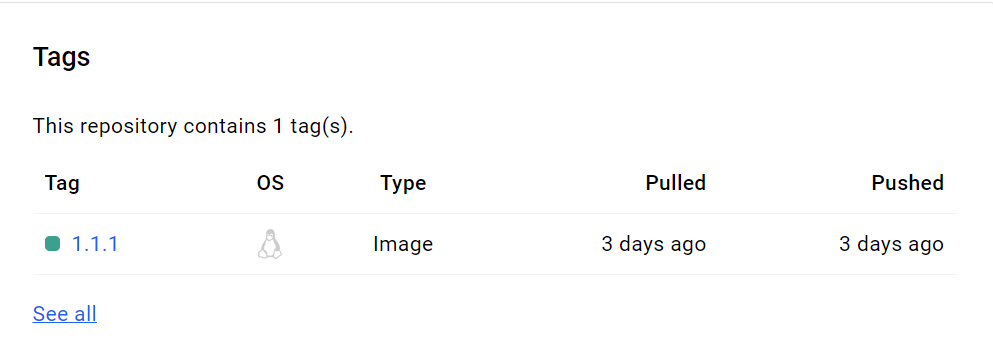 Tags
This repository contains 1 tag(s).
Tag OS Type Pulled Pushed
1.1.1 Image 3 days ago 3 days ago
See all